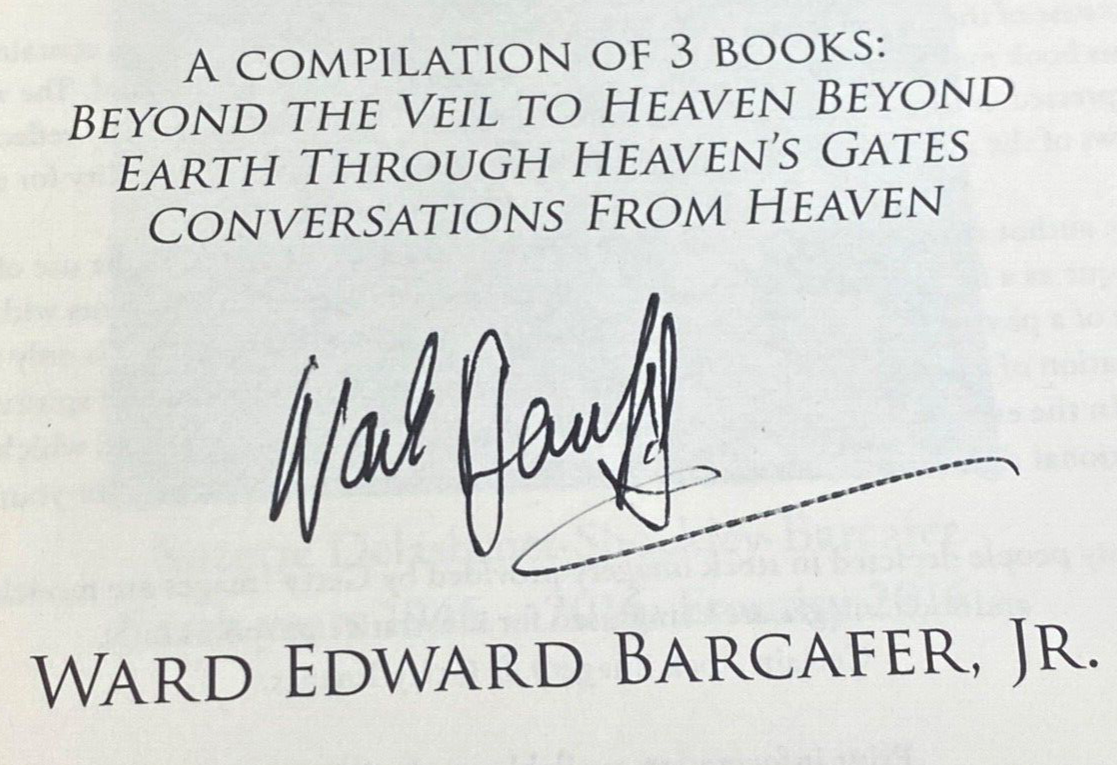 A COMPILATION OF 3 BOOKS:
BEYOND THE VEIL TO HEAVEN BEYOND
EARTH THROUGH HEAVEN'S GATES
CONVERSATIONS FROM HEAVEN
WARD EDWARD BARCAFER, JR.